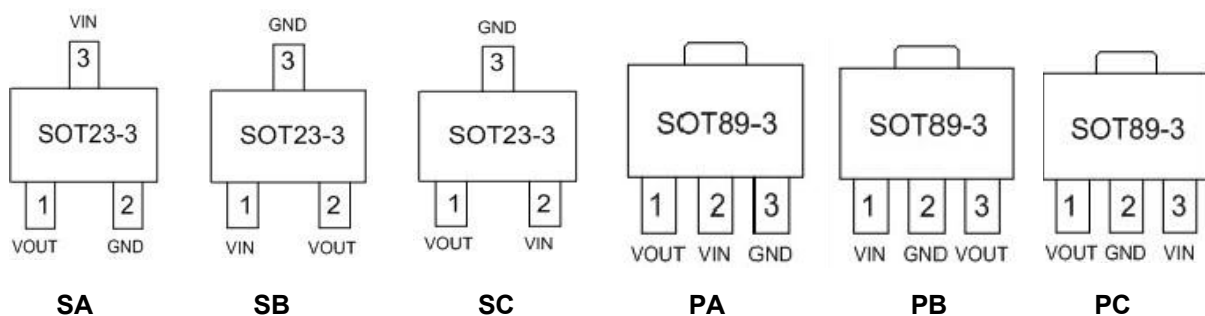 VIN
3
SOT23-3
1 2
VOUT GND
SA
GND
3
SOT23-3
1 2
VIN VOUT
SB
GND
3
SOT23-3
1 2
VOUT VIN
SC
SOT89-3
1 2 3
VOUT VIN GND
PA
SOT89-3
1 2 3
VIN GND VOUT
PB
SOT89-3
1 2 3
VOUT GND VIN
PC